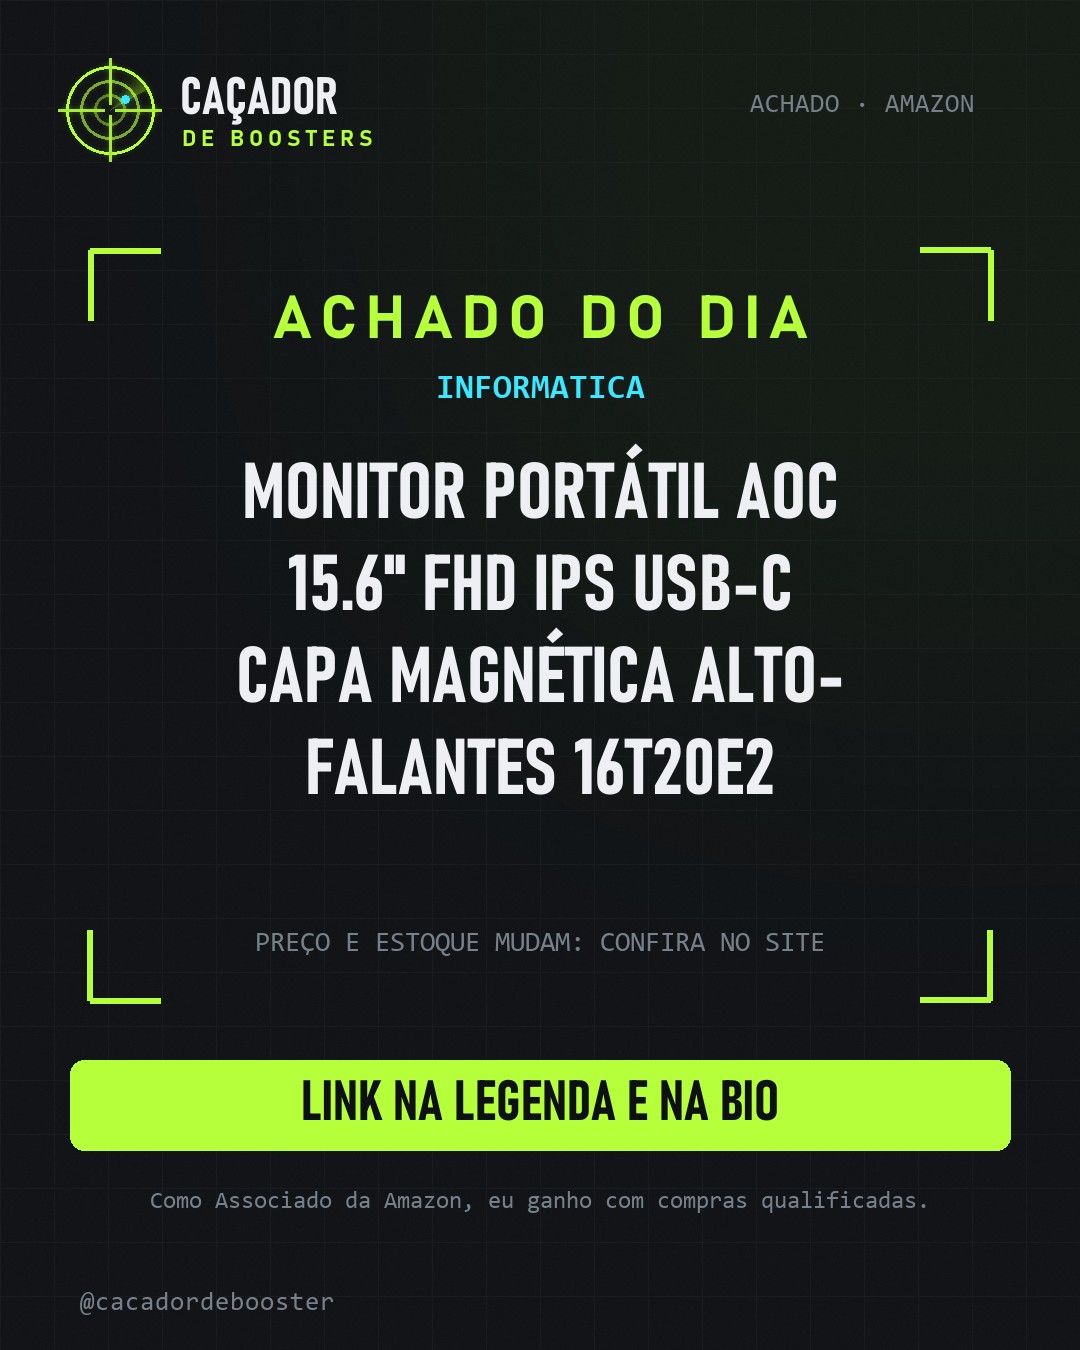 CAÇADOR
DE BOOSTERS
ACHADO · AMAZON
ACHADO DO DIA
INFORMATICA
MONITOR PORTÁTIL AOC
15.6" FHD IPS USB-C
CAPA MAGNÉTICA ALTO-
FALANTES 16T20E2
PREÇO E ESTOQUE MUDAM: CONFIRA NO SITE
LINK NA LEGENDA E NA BIO
Como Associado da Amazon, eu ganho com compras qualificadas.
@cacadordebooster